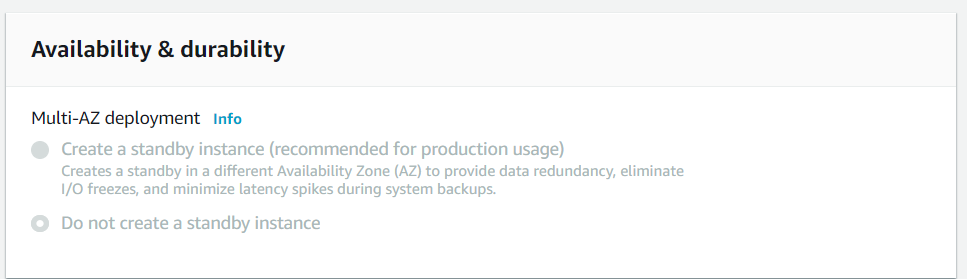 Availability & durability
Multi-AZ deployment Info
Create a standby instance (recommended for production usage)
Creates a standby in a different Availability Zone (AZ) to provide data redundancy, eliminate
I/O freezes, and minimize latency spikes during system backups.
Do not create a standby instance